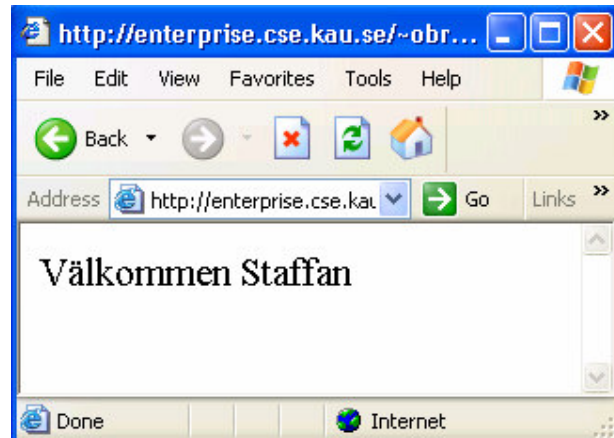 http://enterprise.cse.kau.se/~obr...
File Edit View Favorites Tools Help
Back »
Address http://enterprise.cse.kau Go Links »
Välkommen Staffan
Done Internet